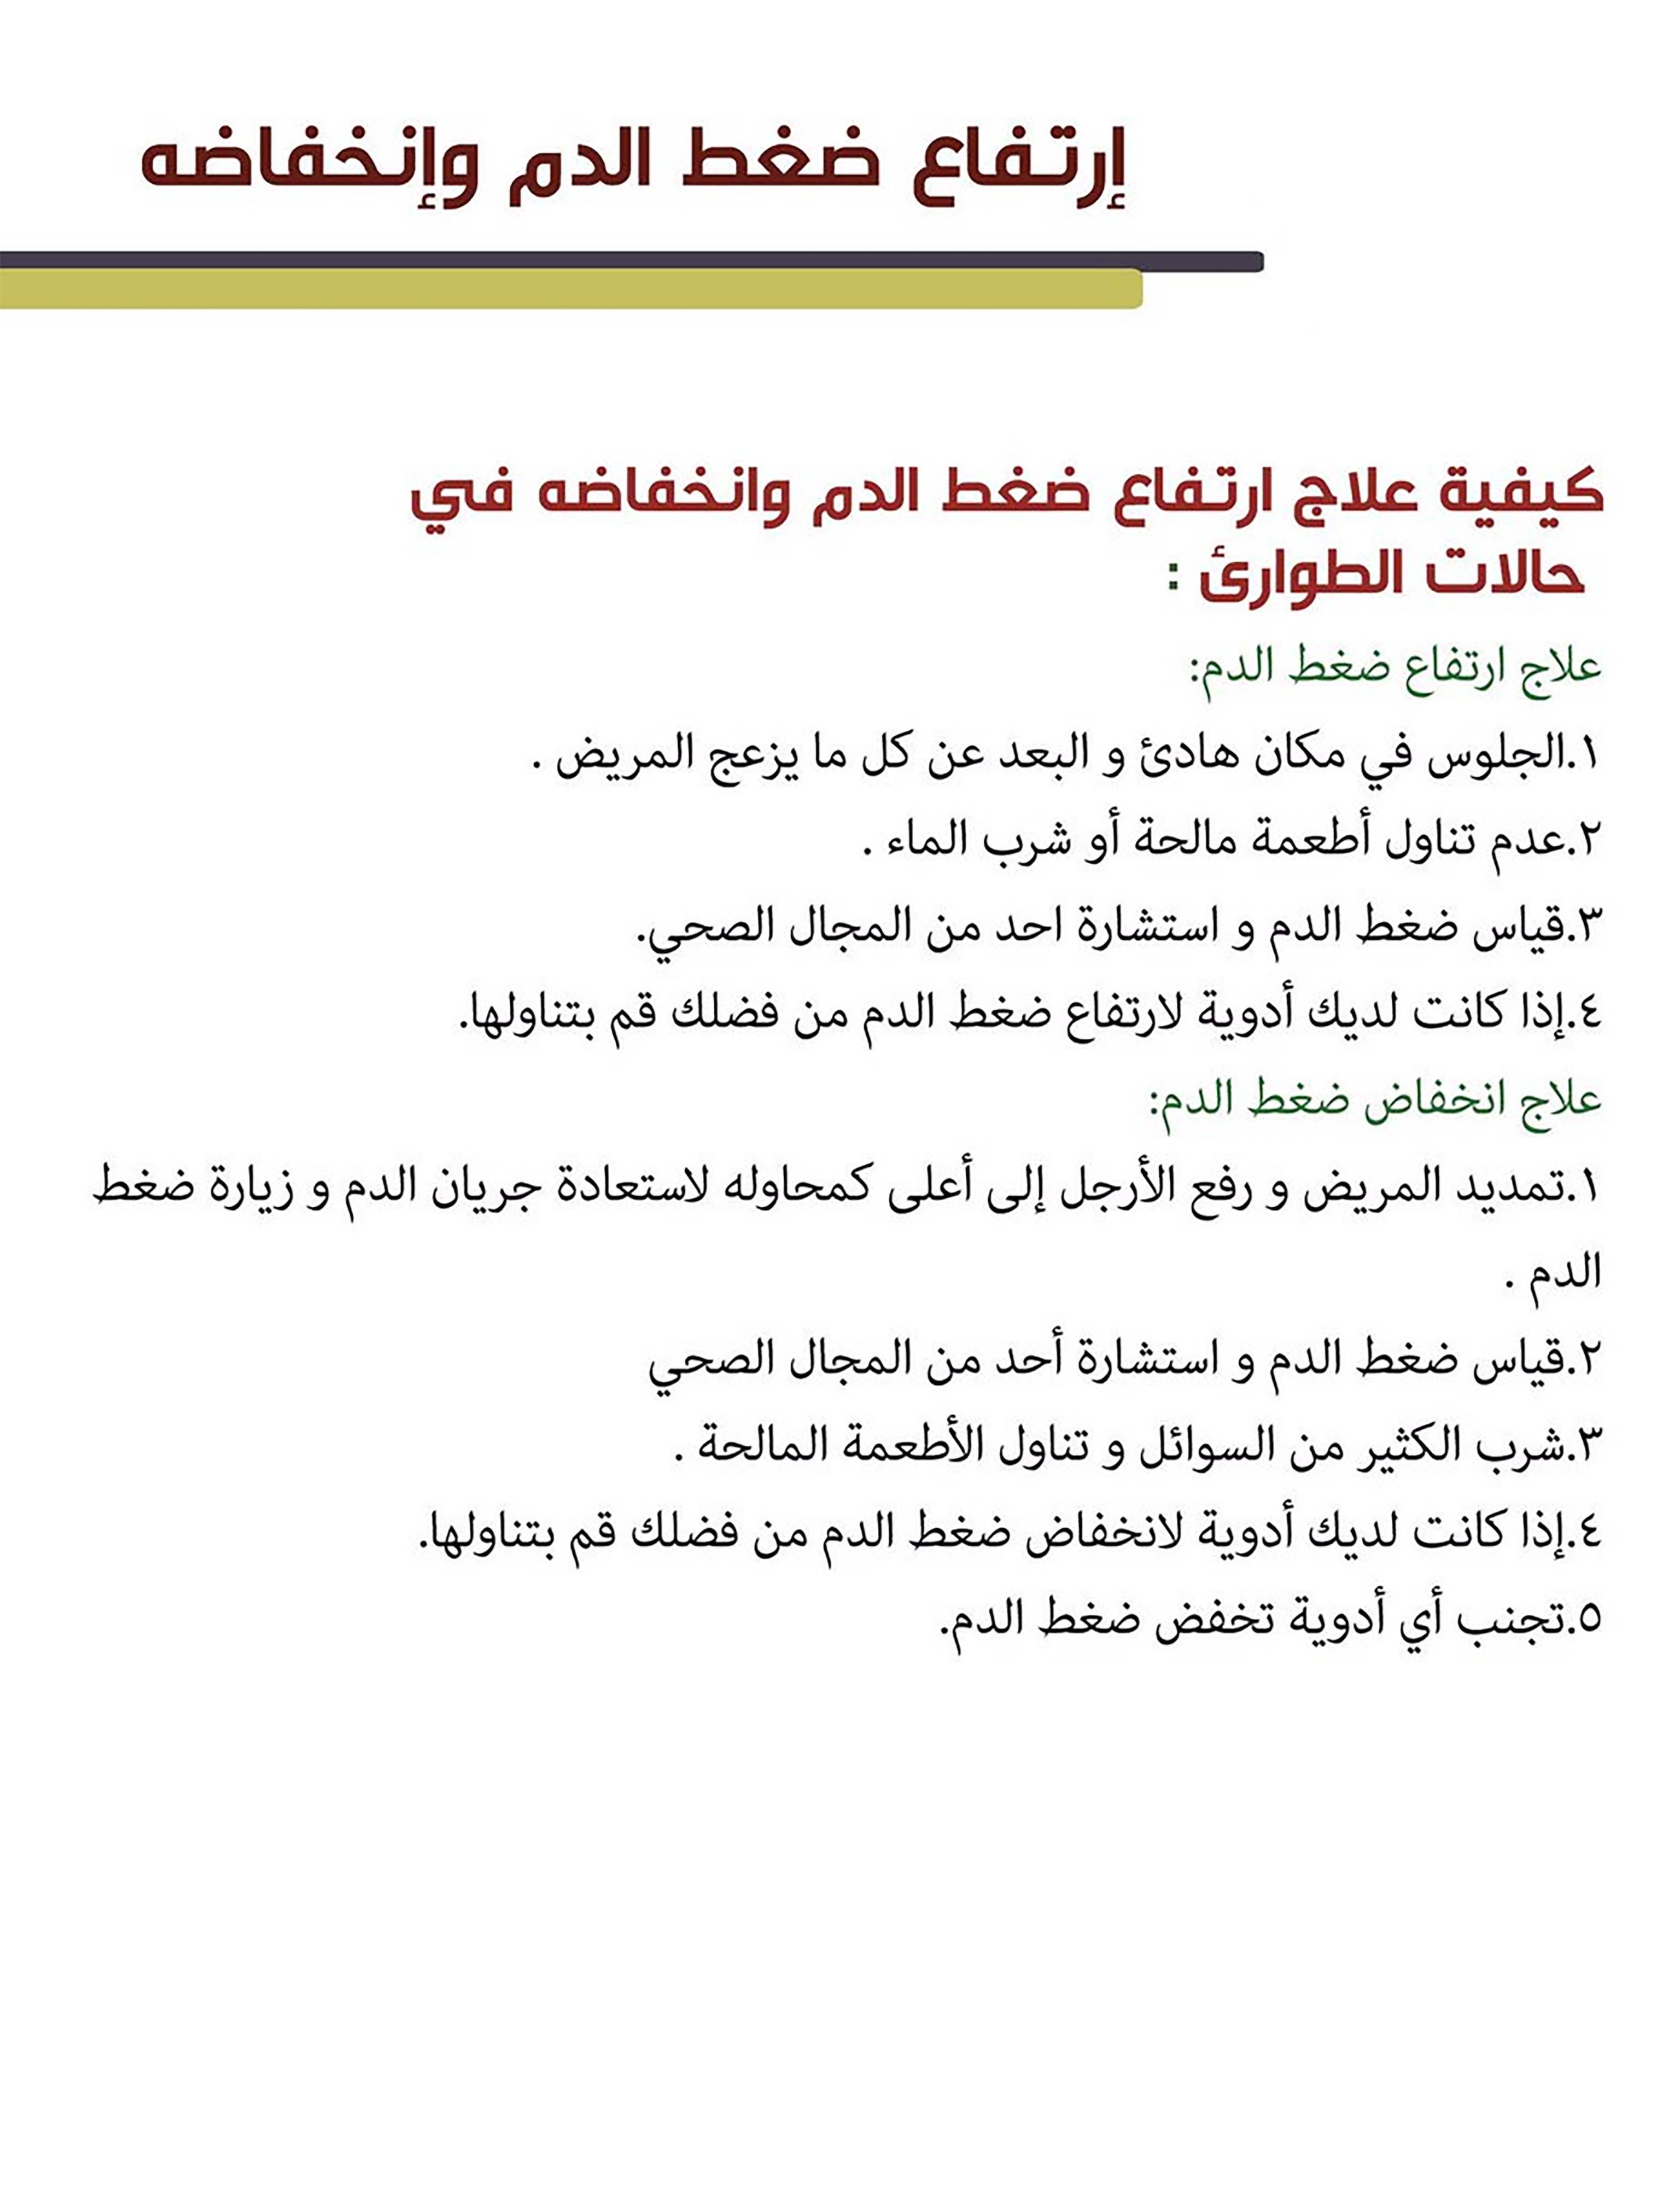 إرتفاع ضغط الدم وإنخفاضه
كيفية علاج ارتفاع ضغط الدم وانخفاضه في
حالات الطوارئ :
علاج ارتفاع ضغط الدم:
١.الجلوس في مكان هادئ و البعد عن كل ما يزعج المريض .
٢.عدم تناول أطعمة مالحة أو شرب الماء .
٣.قياس ضغط الدم و استشارة احد من المجال الصحي.
٤.إذا كانت لديك أدوية لارتفاع ضغط الدم من فضلك قم بتناولها.
علاج انخفاض ضغط الدم:
١.تمديد المريض و رفع الأرجل إلى أعلى كمحاوله لاستعادة جريان الدم و زيارة ضغط
الدم .
٢.قياس ضغط الدم و استشارة أحد من المجال الصحي
٣.شرب الكثير من السوائل و تناول الأطعمة المالحة .
٤.إذا كانت لديك أدوية لانخفاض ضغط الدم من فضلك قم بتناولها.
٥.تجنب أي أدوية تخفض ضغط الدم.